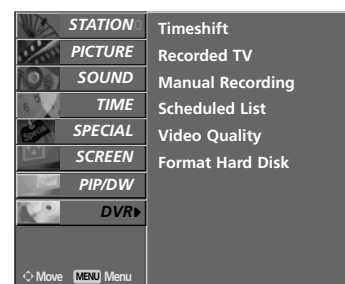 STATION
PICTURE
SOUND
TIME
SPECIAL
SCREEN
PIP/DW
DVR
Move MENU Menu
Timeshift
Recorded TV
Manual Recording
Scheduled List
Video Quality
Format Hard Disk